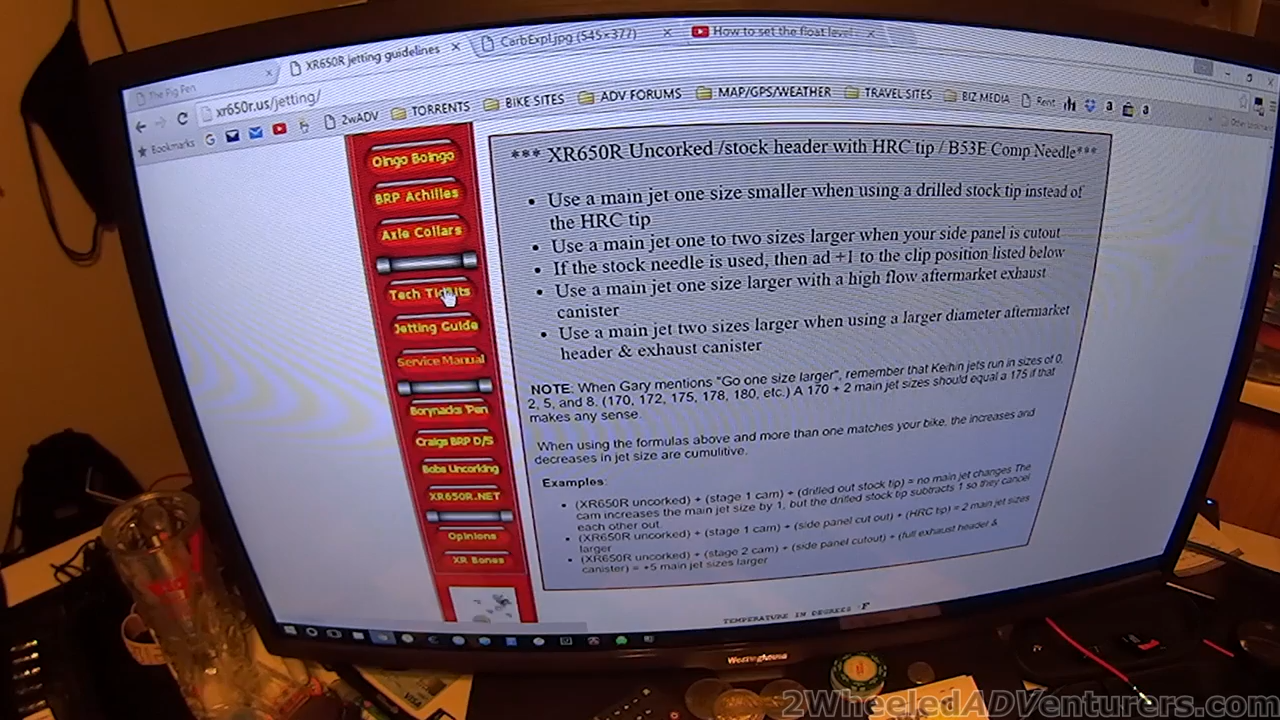 The Pig Pen
XR650R jetting guidelines
CarbExpl.jpg (545×377)
How to set the float level
xr650r.us/jetting/
Bookmarks
2wADV
TORRENTS
BIKE SITES
ADV FORUMS
MAP/GPS/WEATHER
TRAVEL SITES
BIZ MEDIA
Rent
Other bookmarks
Oingo Boingo
BRP Achilles
Axle Collars
Tech Tidbits
Jetting Guide
Service Manual
Borynacks Pen
Craigs BRP D/S
Bobs Uncorking
XR650R.NET
Opinions
XR Bones
*** XR650R Uncorked /stock header with HRC tip / B53E Comp Needle***
• Use a main jet one size smaller when using a drilled stock tip instead of
the HRC tip
• Use a main jet one to two sizes larger when your side panel is cutout
• If the stock needle is used, then ad +1 to the clip position listed below
• Use a main jet one size larger with a high flow aftermarket exhaust
canister
• Use a main jet two sizes larger when using a larger diameter aftermarket
header & exhaust canister
NOTE: When Gary mentions "Go one size larger", remember that Keihin jets run in sizes of 0,
2, 5, and 8. (170, 172, 175, 178, 180, etc.) A 170 + 2 main jet sizes should equal a 175 if that
makes any sense.
When using the formulas above and more than one matches your bike, the increases and
decreases in jet size are cumulitive.
Examples:
• (XR650R uncorked) + (stage 1 cam) + (drilled out stock tip) = no main jet changes The
cam increases the main jet size by 1, but the drilled stock tip subtracts 1 so they cancel
each other out.
• (XR650R uncorked) + (stage 1 cam) + (side panel cut out) + (HRC tip) = 2 main jet sizes
larger
• (XR650R uncorked) + (stage 2 cam) + (side panel cutout) + (full exhaust header &
canister) = +5 main jet sizes larger
TEMPERATURE IN DEGREES F
Westinghouse
VISA
2WheeledADVenturers.com